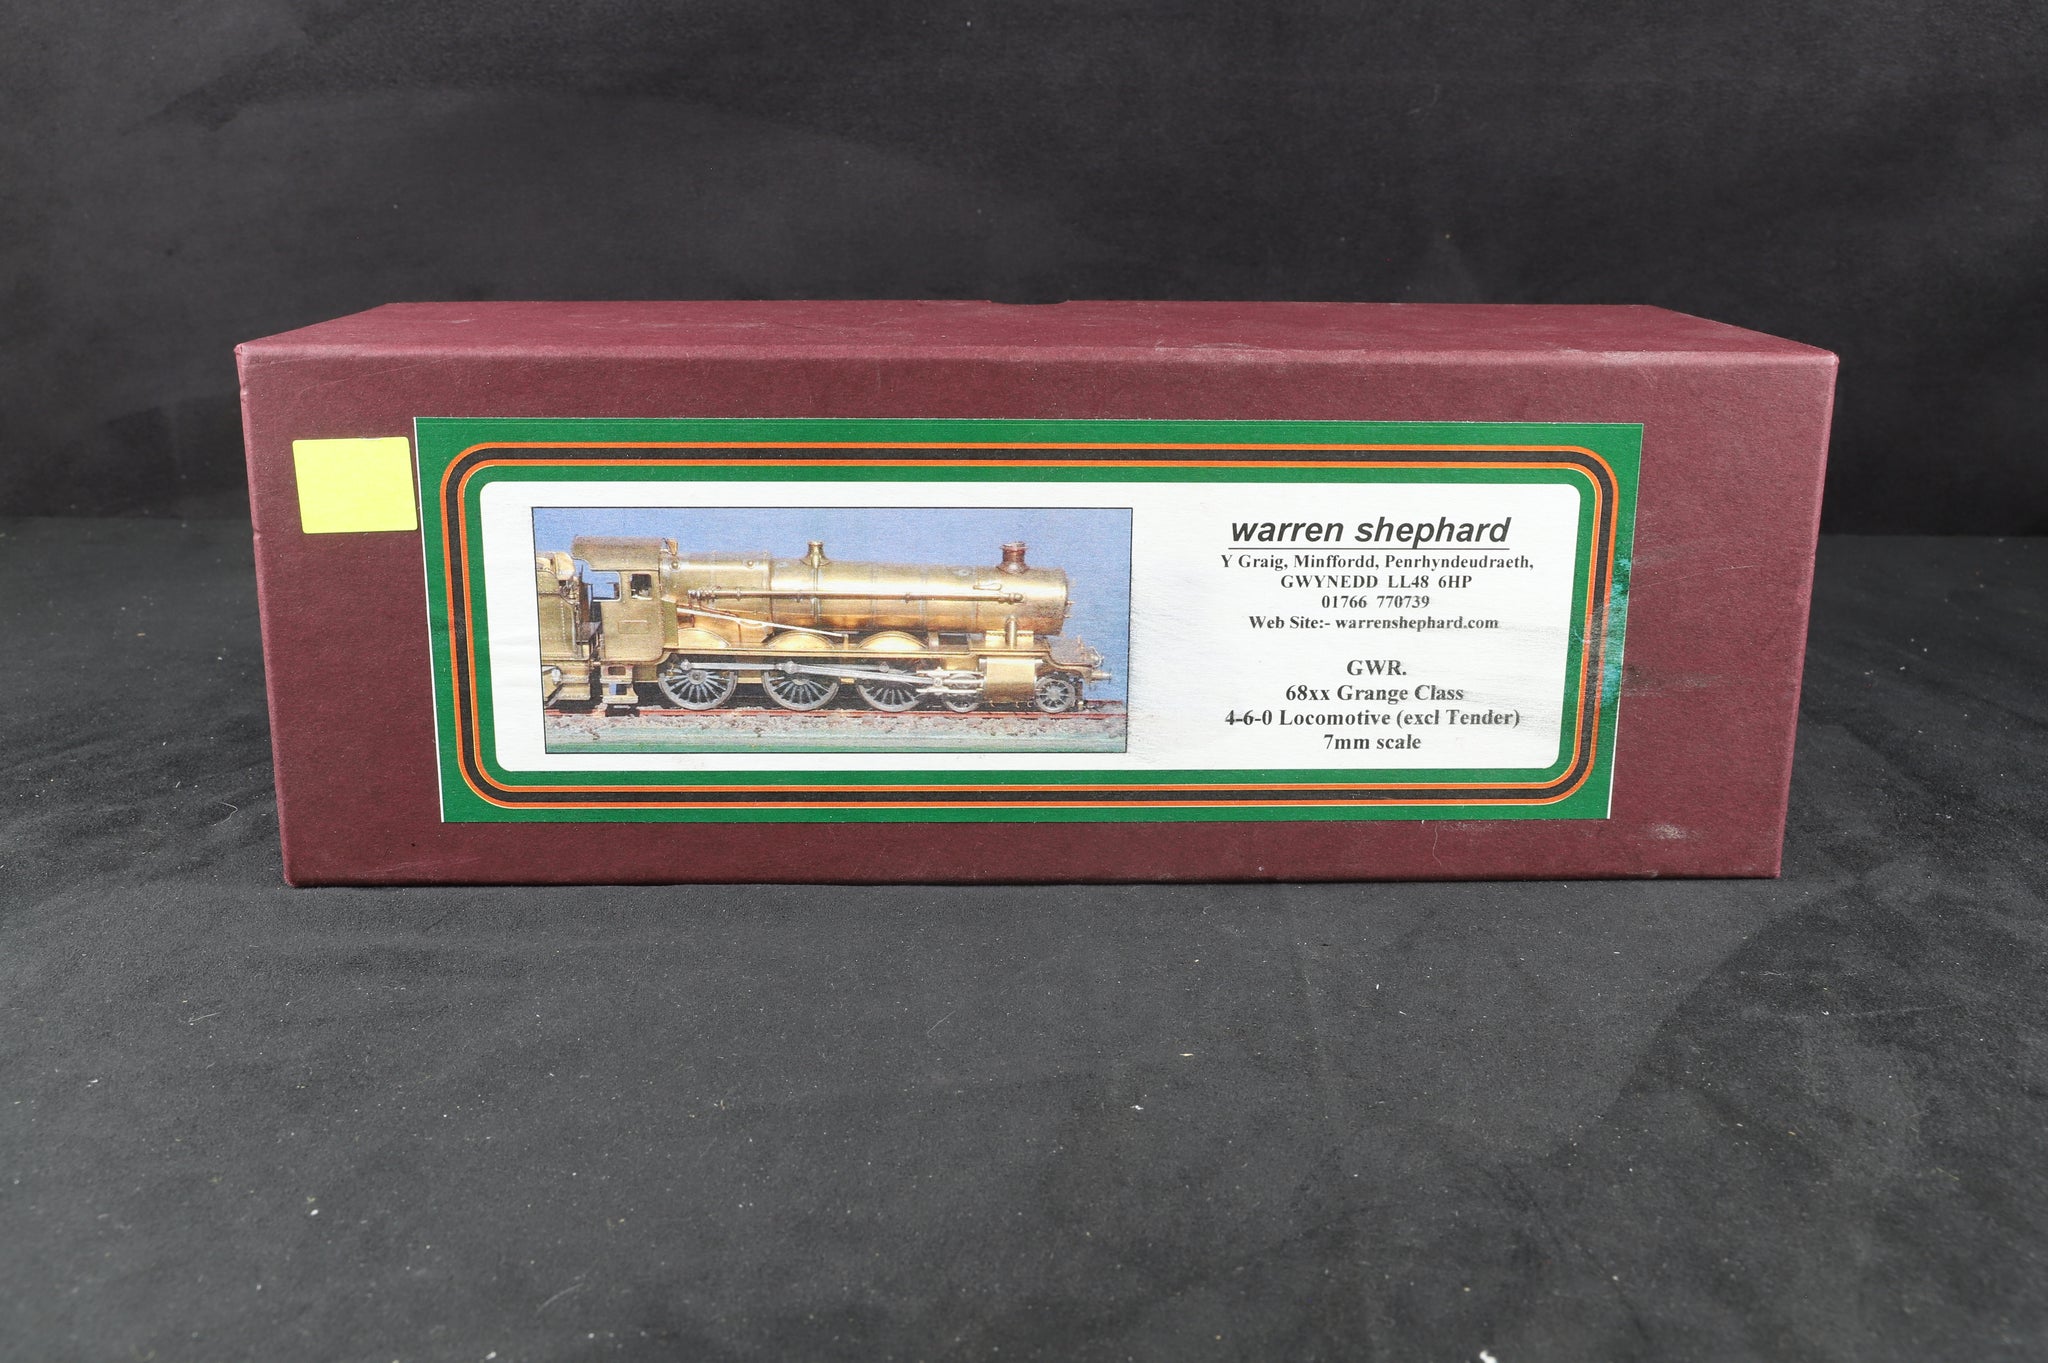 warren shephard
Y Graig, Minffordd, Penrhyndeudraeth,
GWYNEDD LL48 6HP
01766 770739
Web Site:- warrenshephard.com
GWR.
68xx Grange Class
4-6-0 Locomotive (excl Tender)
7mm scale